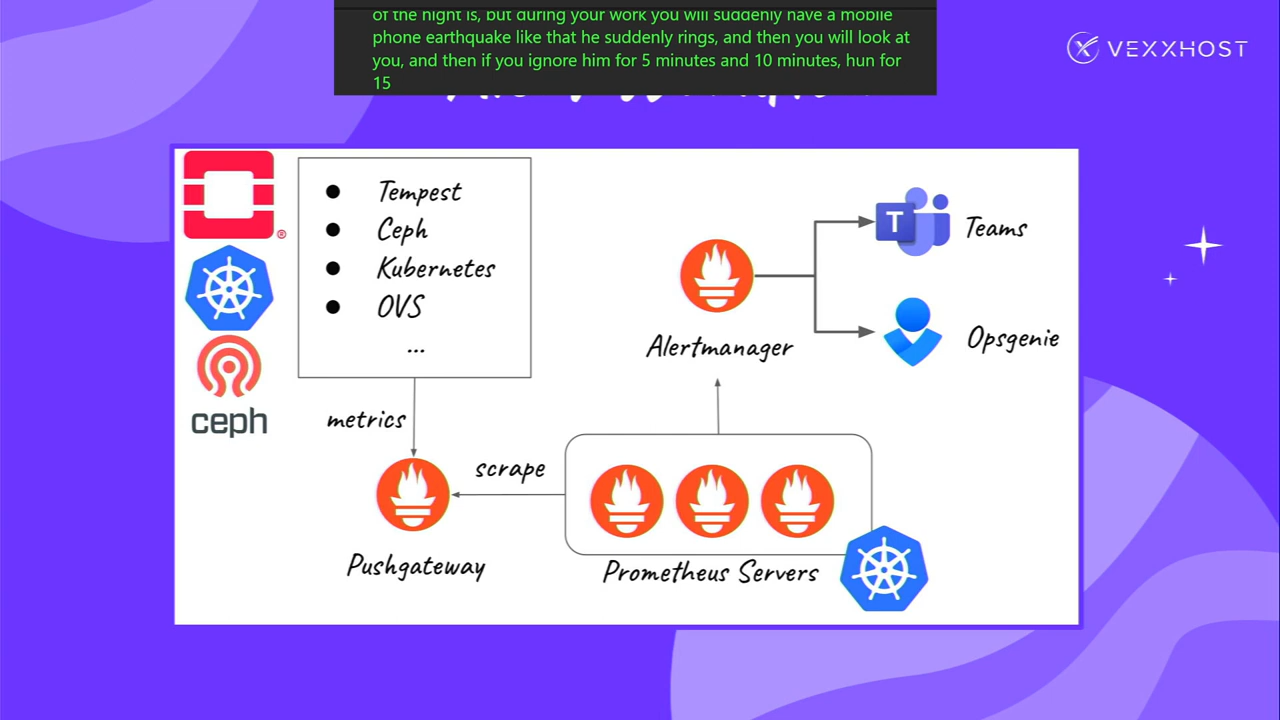 of the night is, but during your work you will suddenly have a mobile
phone earthquake like that he suddenly rings, and then you will look at
you, and then if you ignore him for 5 minutes and 10 minutes, hun for
15
VEXXHOST
Tempest
Ceph
Kubernetes
OVS
...
ceph
metrics
scrape
Pushgateway
Prometheus Servers
Alertmanager
T
Teams
Opsgenie